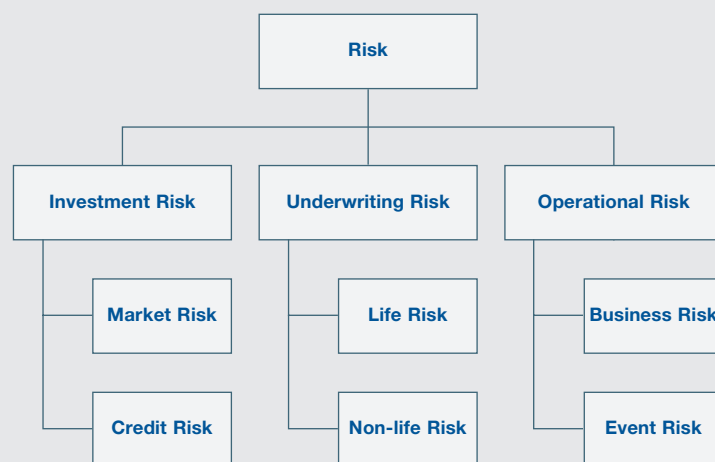 Risk
Investment Risk
Underwriting Risk
Operational Risk
Market Risk
Life Risk
Business Risk
Credit Risk
Non-life Risk
Event Risk